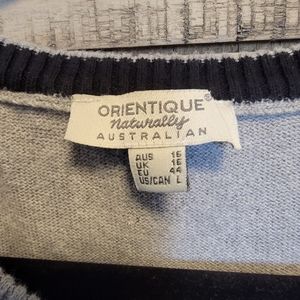 ORIENTIQUE®
Naturally
AUSTRALIAN
AUS 16
UK 16
EU 44
US/CAN L